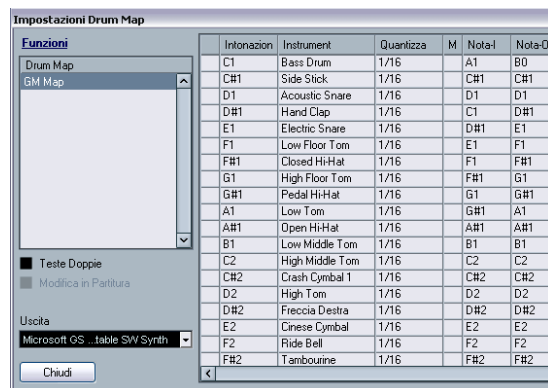 Impostazioni Drum Map
Funzioni
Drum Map
GM Map
Teste Doppie
Modifica in Partitura
Uscita
Microsoft GS ...table SW Synth
Chiudi
Intonazion Instrument Quantizza M Nota-I Nota-O
C1 Bass Drum 1/16 A1 B0
C#1 Side Stick 1/16 C#1 C#1
D1 Acoustic Snare 1/16 D1 D1
D#1 Hand Clap 1/16 C1 D#1
E1 Electric Snare 1/16 D#1 E1
F1 Low Floor Tom 1/16 E1 F1
F#1 Closed Hi-Hat 1/16 F1 F#1
G1 High Floor Tom 1/16 F#1 G1
G#1 Pedal Hi-Hat 1/16 G1 G#1
A1 Low Tom 1/16 G#1 A1
A#1 Open Hi-Hat 1/16 A#1 A#1
B1 Low Middle Tom 1/16 B1 B1
C2 High Middle Tom 1/16 C2 C2
C#2 Crash Cymbal 1 1/16 C#2 C#2
D2 High Tom 1/16 D2 D2
D#2 Freccia Destra 1/16 D#2 D#2
E2 Cinese Cymbal 1/16 E2 E2
F2 Ride Bell 1/16 F2 F2
F#2 Tambourine 1/16 F#2 F#2